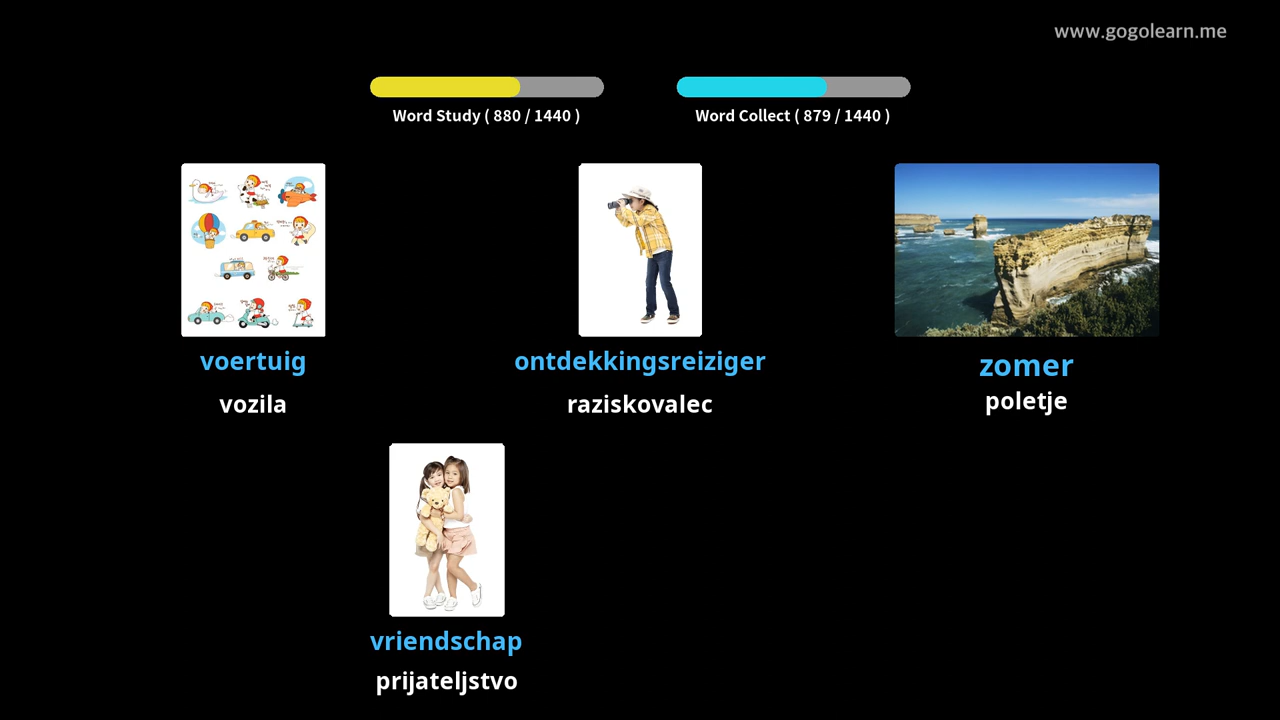 www.gogolearn.me
Word Study ( 880 / 1440 )
Word Collect ( 879 / 1440 )
voertuig
ontdekkingsreiziger
zomer
vozila
raziskovalec
poletje
vriendschap
prijateljstvo